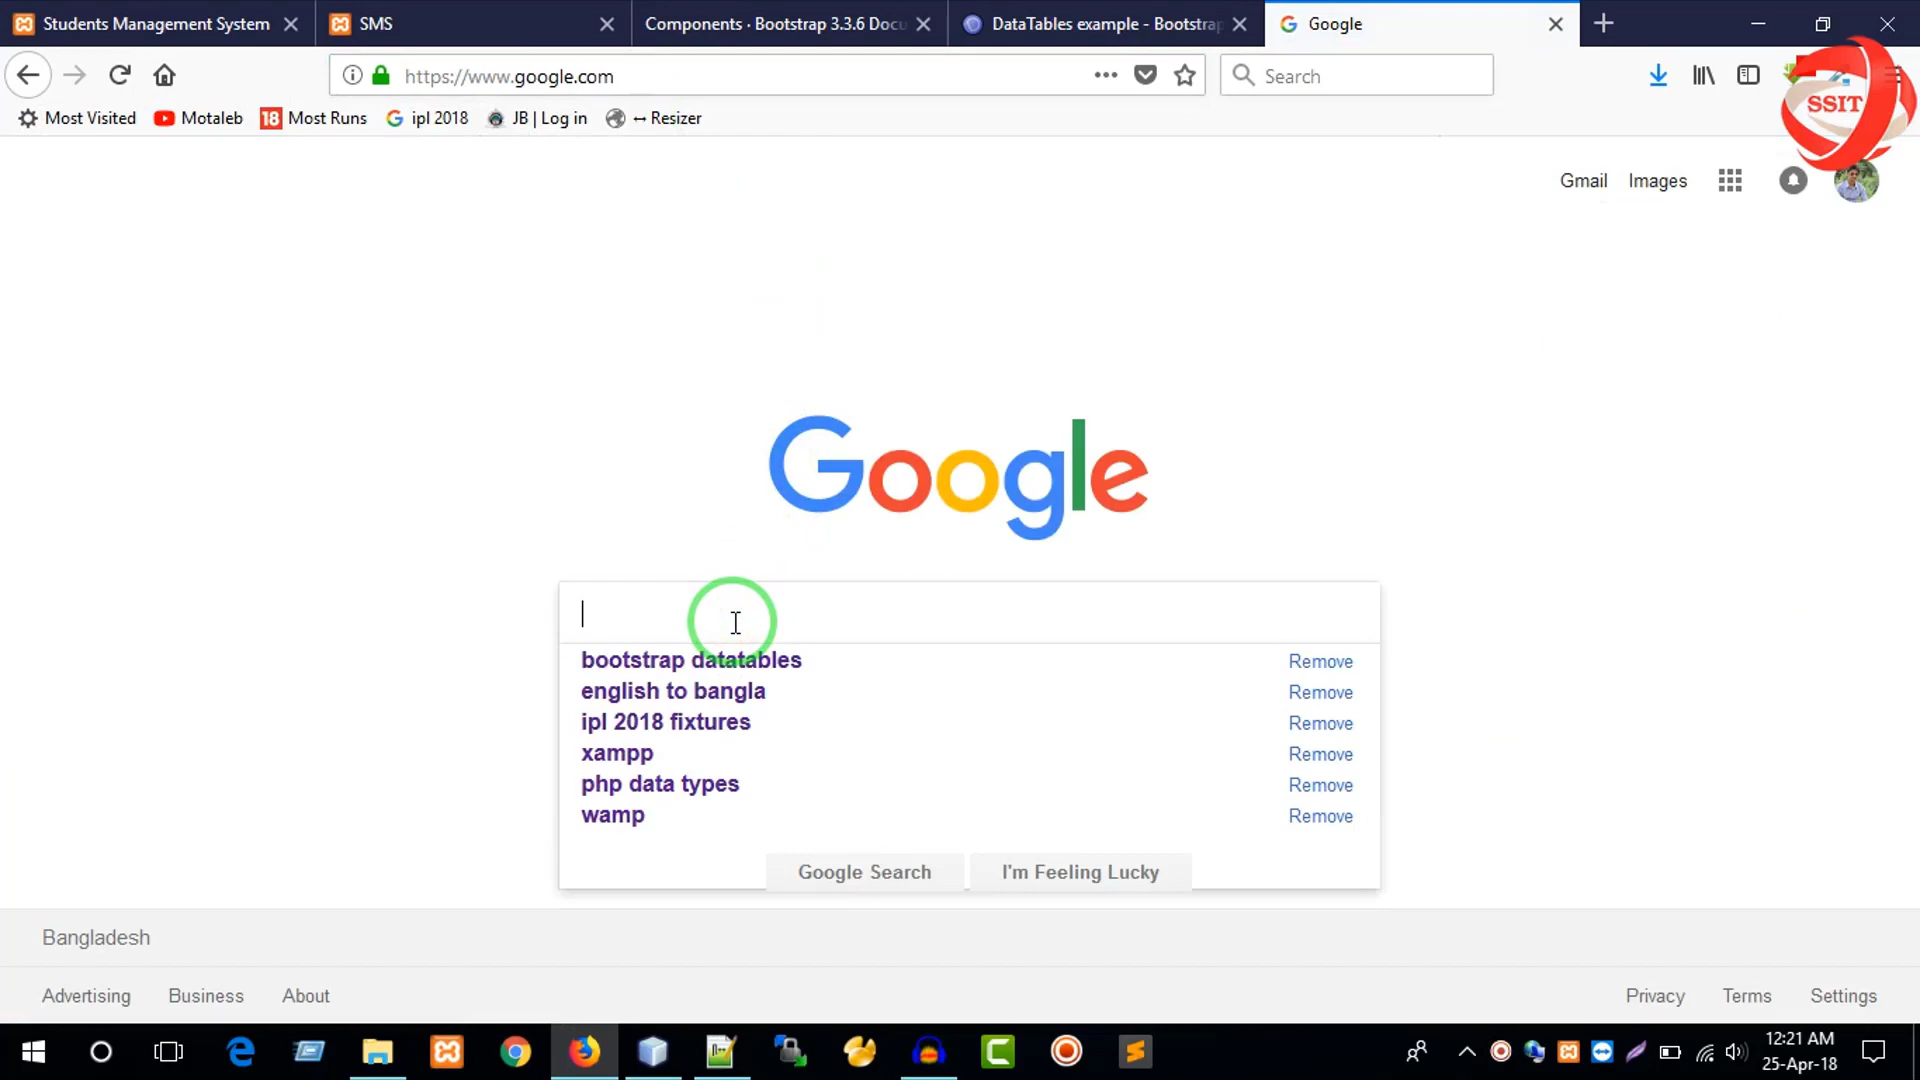 Students Management System
SMS
Components · Bootstrap 3.3.6 Docu
DataTables example - Bootstrap
Google
https://www.google.com
Search
Most Visited
Motaleb
18 Most Runs
ipl 2018
JB | Log in
Resizer
SSIT
Gmail
Images
Google
bootstrap datatables Remove
english to bangla Remove
ipl 2018 fixtures Remove
xampp Remove
php data types Remove
wamp Remove
Google Search
I'm Feeling Lucky
Bangladesh
Advertising Business About
Privacy Terms Settings
12:21 AM
25-Apr-18